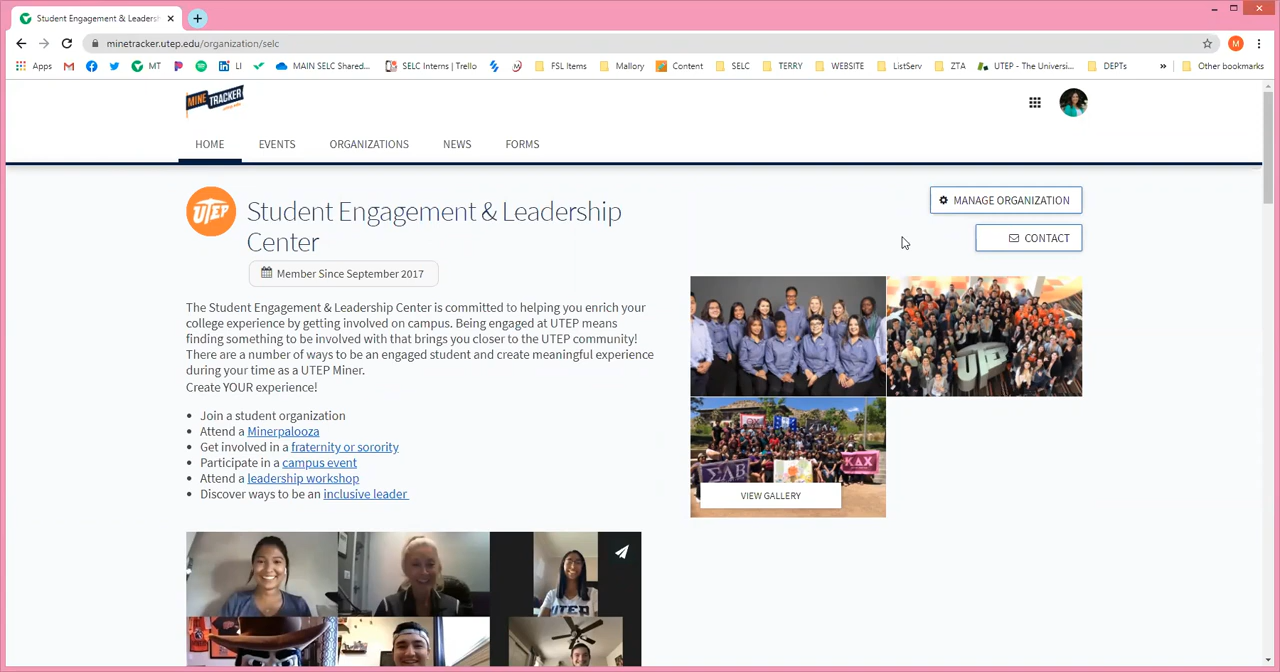 Student Engagement & Leadersh
minetracker.utep.edu/organization/selc
M
Apps MT LI MAIN SELC Shared... SELC Interns | Trello FSL Items Mallory Content SELC TERRY WEBSITE ListServ ZTA UTEP - The Universi... DEPTs » Other bookmarks
MINE TRACKER
HOME EVENTS ORGANIZATIONS NEWS FORMS
UTEP
Student Engagement & Leadership
Center
MANAGE ORGANIZATION
CONTACT
Member Since September 2017
The Student Engagement & Leadership Center is committed to helping you enrich your
college experience by getting involved on campus. Being engaged at UTEP means
finding something to be involved with that brings you closer to the UTEP community!
There are a number of ways to be an engaged student and create meaningful experience
during your time as a UTEP Miner.
Create YOUR experience!
• Join a student organization
• Attend a Minerpalooza
• Get involved in a fraternity or sorority
• Participate in a campus event
• Attend a leadership workshop
• Discover ways to be an inclusive leader
UTEP
ΣΛΒ
ΚΔΧ
VIEW GALLERY
UTEP